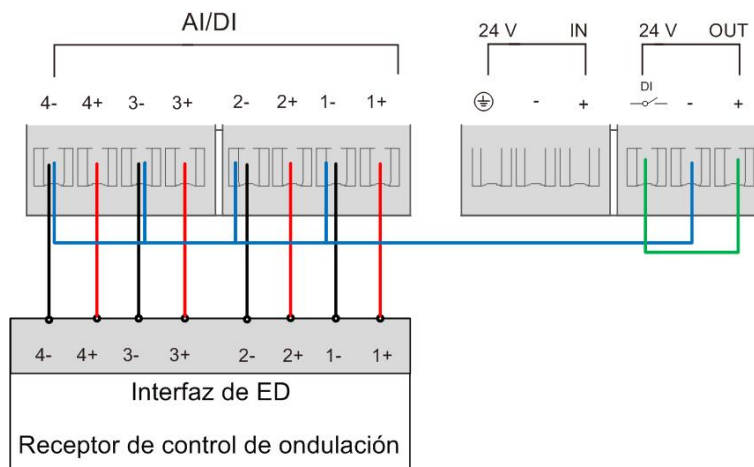 AI/DI
24 V IN 24 V OUT
4- 4+ 3- 3+ 2- 2+ 1- 1+ - + DI - +
4- 4+ 3- 3+ 2- 2+ 1- 1+
Interfaz de ED
Receptor de control de ondulación